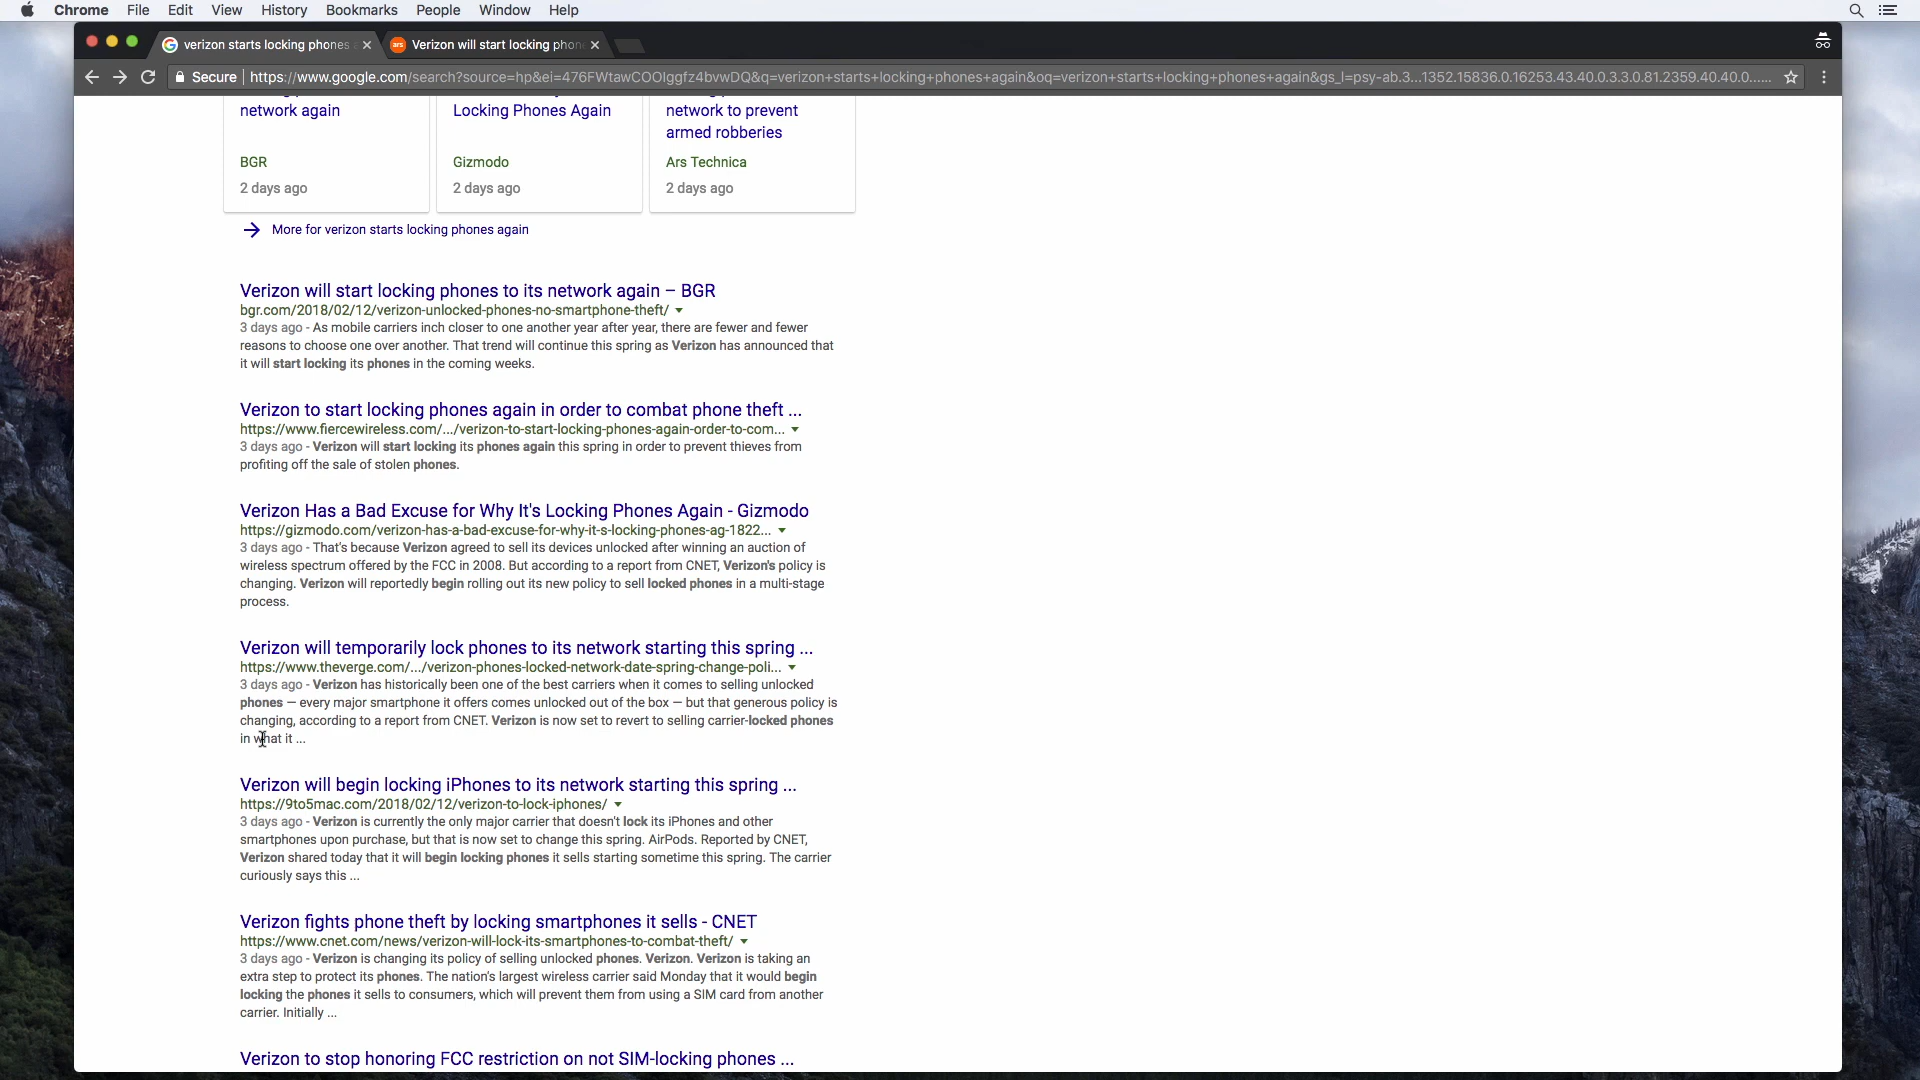 Chrome File Edit View History Bookmarks People Window Help
verizon starts locking phones
Verizon will start locking phon
Secure https://www.google.com/search?source=hp&ei=476FWtawCOOIggfz4bvwDQ&q=verizon+starts+locking+phones+again&oq=verizon+starts+locking+phones+again&gs_l=psy-ab.3...1352.15836.0.16253.43.40.0.3.3.0.81.2359.40.40.0......
network again
BGR
2 days ago
Locking Phones Again
Gizmodo
2 days ago
network to prevent
armed robberies
Ars Technica
2 days ago
More for verizon starts locking phones again
Verizon will start locking phones to its network again – BGR
bgr.com/2018/02/12/verizon-unlocked-phones-no-smartphone-theft/
3 days ago - As mobile carriers inch closer to one another year after year, there are fewer and fewer
reasons to choose one over another. That trend will continue this spring as Verizon has announced that
it will start locking its phones in the coming weeks.
Verizon to start locking phones again in order to combat phone theft ...
https://www.fiercewireless.com/.../verizon-to-start-locking-phones-again-order-to-com...
3 days ago - Verizon will start locking its phones again this spring in order to prevent thieves from
profiting off the sale of stolen phones.
Verizon Has a Bad Excuse for Why It's Locking Phones Again - Gizmodo
https://gizmodo.com/verizon-has-a-bad-excuse-for-why-it-s-locking-phones-ag-1822...
3 days ago - That's because Verizon agreed to sell its devices unlocked after winning an auction of
wireless spectrum offered by the FCC in 2008. But according to a report from CNET, Verizon's policy is
changing. Verizon will reportedly begin rolling out its new policy to sell locked phones in a multi-stage
process.
Verizon will temporarily lock phones to its network starting this spring ...
https://www.theverge.com/.../verizon-phones-locked-network-date-spring-change-poli...
3 days ago - Verizon has historically been one of the best carriers when it comes to selling unlocked
phones — every major smartphone it offers comes unlocked out of the box — but that generous policy is
changing, according to a report from CNET. Verizon is now set to revert to selling carrier-locked phones
in what it ...
Verizon will begin locking iPhones to its network starting this spring ...
https://9to5mac.com/2018/02/12/verizon-to-lock-iphones/
3 days ago - Verizon is currently the only major carrier that doesn't lock its iPhones and other
smartphones upon purchase, but that is now set to change this spring. AirPods. Reported by CNET,
Verizon shared today that it will begin locking phones it sells starting sometime this spring. The carrier
curiously says this ...
Verizon fights phone theft by locking smartphones it sells - CNET
https://www.cnet.com/news/verizon-will-lock-its-smartphones-to-combat-theft/
3 days ago - Verizon is changing its policy of selling unlocked phones. Verizon. Verizon is taking an
extra step to protect its phones. The nation's largest wireless carrier said Monday that it would begin
locking the phones it sells to consumers, which will prevent them from using a SIM card from another
carrier. Initially ...
Verizon to stop honoring FCC restriction on not SIM-locking phones ...